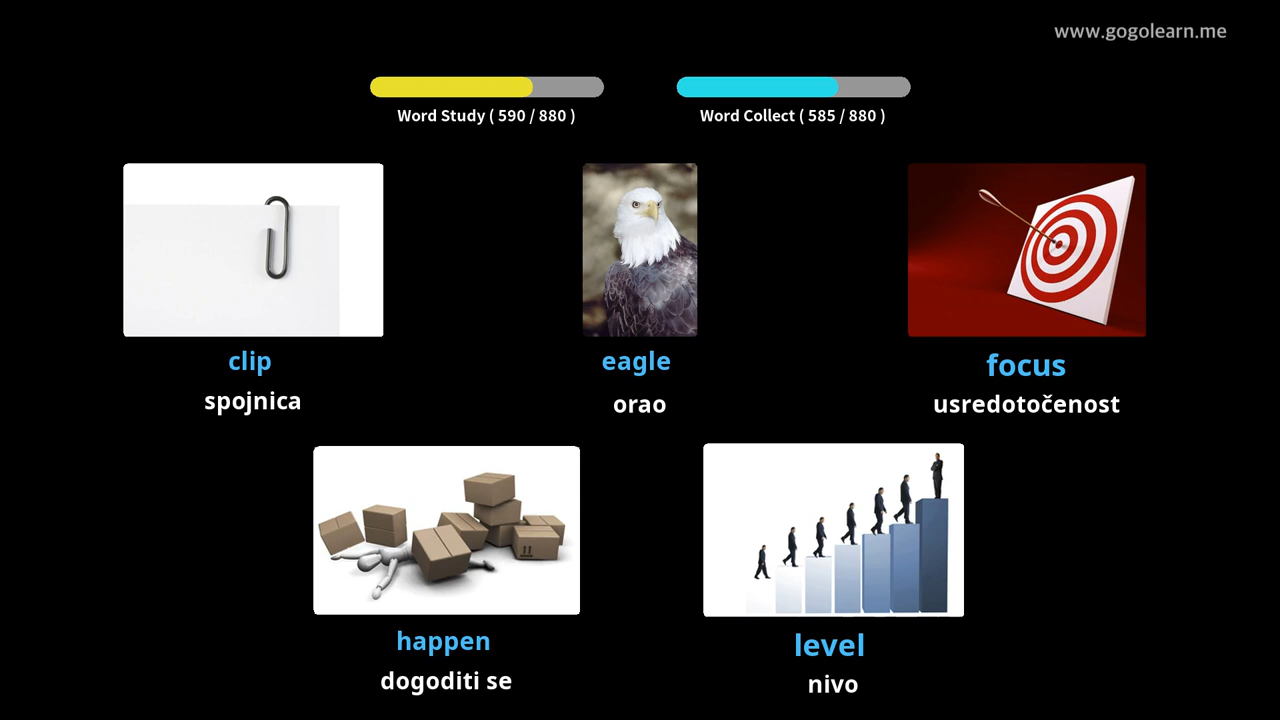 www.gogolearn.me
Word Study ( 590 / 880 )
Word Collect ( 585 / 880 )
clip
spojnica
eagle
orao
focus
usredotočenost
happen
dogoditi se
level
nivo